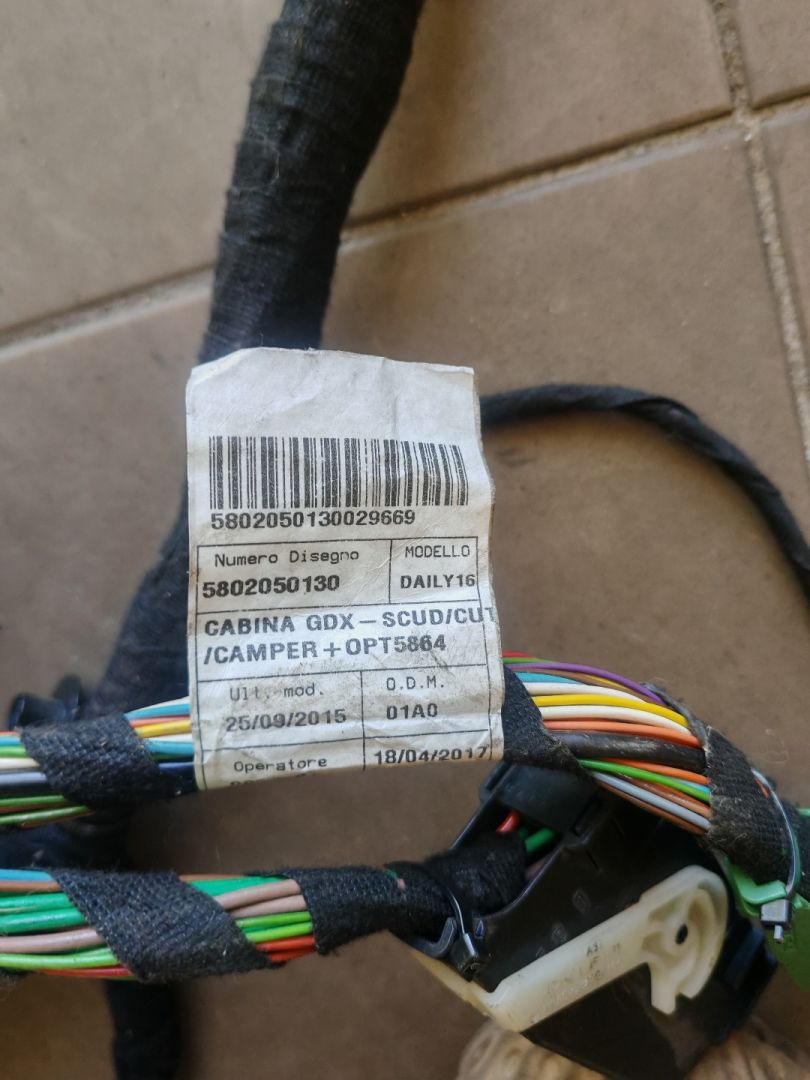 5802050130029669
Numero Disegno
MODELLO
5802050130
DAILY16
CABINA GDX-SCUD/CUT
/CAMPER+OPT5864
Ult. mod.
O.D.M.
25/09/2015
01A0
Operatore
18/04/2017